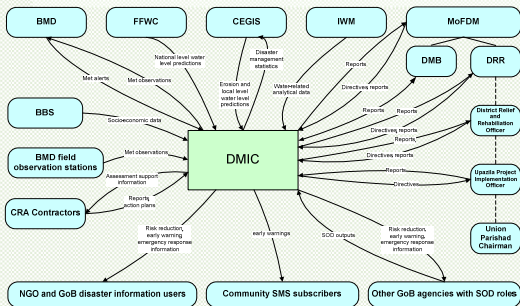 BMD
FFWC
CEGIS
IWM
MoFDM
DMB
DRR
National level water
level predictions
Disaster
management
statistics
Met alerts
Met observations
Erosion and
local level
water level
predictions
Water-related
analytical data
Reports
Directives, reports
BBS
Socioeconomic data
Reports
Reports
Directives, reports
District Relief
and
Rehabiliation
Officer
DMIC
BMD field
observation stations
Met observations
Directives, reports
Assessment support
information
Reports
Directives
Upazila Project
Implementation
Officer
CRA Contractors
Reports,
action plans
Risk reduction,
early warning,
emergency response
information
early warnings
SOD outputs
Risk reduction,
early warning,
emergency response
information
Union
Parishad
Chairman
NGO and GoB disaster information users
Community SMS subscribers
Other GoB agencies with SOD roles